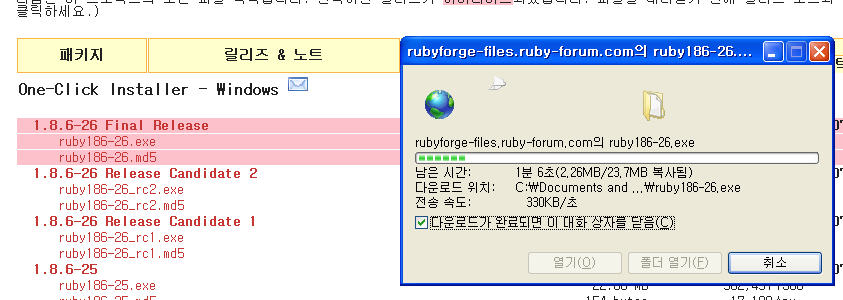 클릭하세요.)
패키지
릴리즈 & 노트
One-Click Installer - Windows
1.8.6-26 Final Release
ruby186-26.exe
ruby186-26.md5
1.8.6-26 Release Candidate 2
ruby186-26_rc2.exe
ruby186-26_rc2.md5
1.8.6-26 Release Candidate 1
ruby186-26_rc1.exe
ruby186-26_rc1.md5
1.8.6-25
ruby186-25.exe
rubyforge-files.ruby-forum.com의 ruby186-26....
rubyforge-files.ruby-forum.com의 ruby186-26.exe
남은 시간: 1분 6초(2.26MB/23.7MB 복사됨)
다운로드 위치: C:\Documents and ...\ruby186-26.exe
전송 속도: 330KB/초
다운로드가 완료되면 이 대화 상자를 닫음(C)
열기(O)
폴더 열기(F)
취소